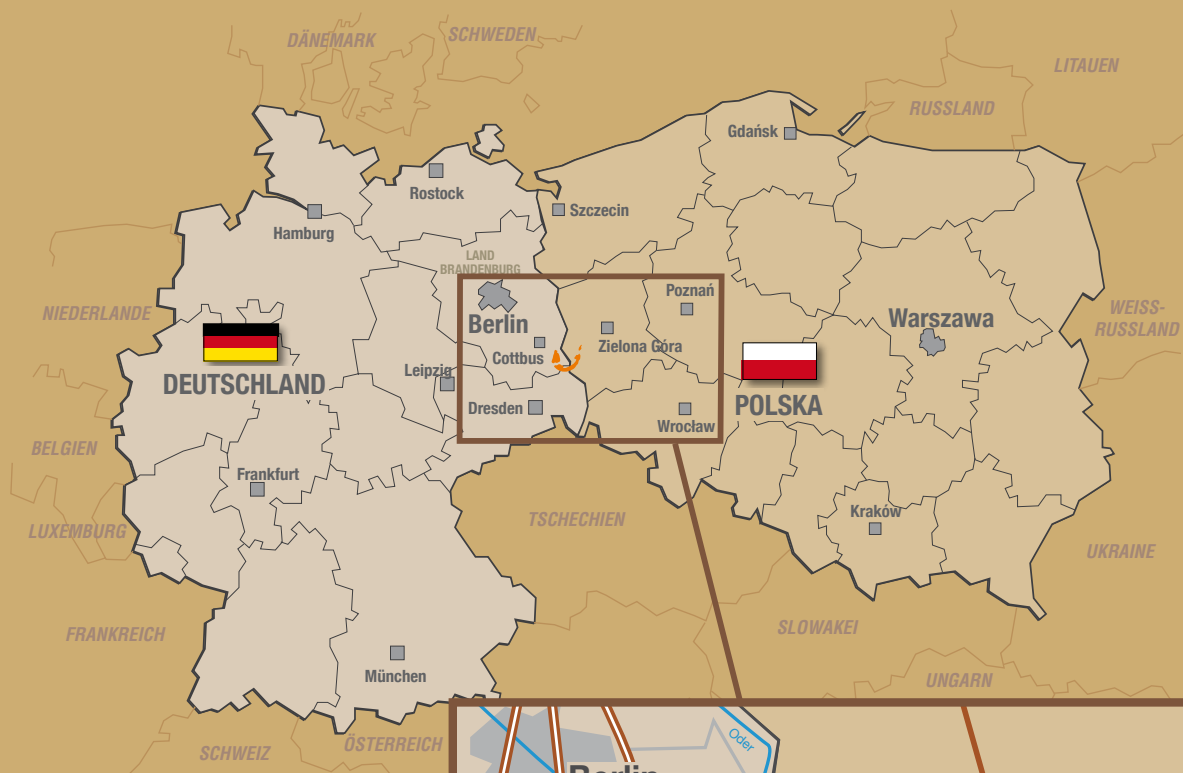 DÄNEMARK
SCHWEDEN
LITAUEN
RUSSLAND
Gdańsk
Rostock
Szczecin
Hamburg
LAND
BRANDENBURG
Poznań
NIEDERLANDE
WEISS-
RUSSLAND
Berlin
Warszawa
Zielona Góra
Cottbus
Leipzig
DEUTSCHLAND
POLSKA
Dresden
Wrocław
BELGIEN
Frankfurt
Kraków
TSCHECHIEN
LUXEMBURG
UKRAINE
FRANKREICH
SLOWAKEI
München
UNGARN
ÖSTERREICH
SCHWEIZ
Oder
Berlin